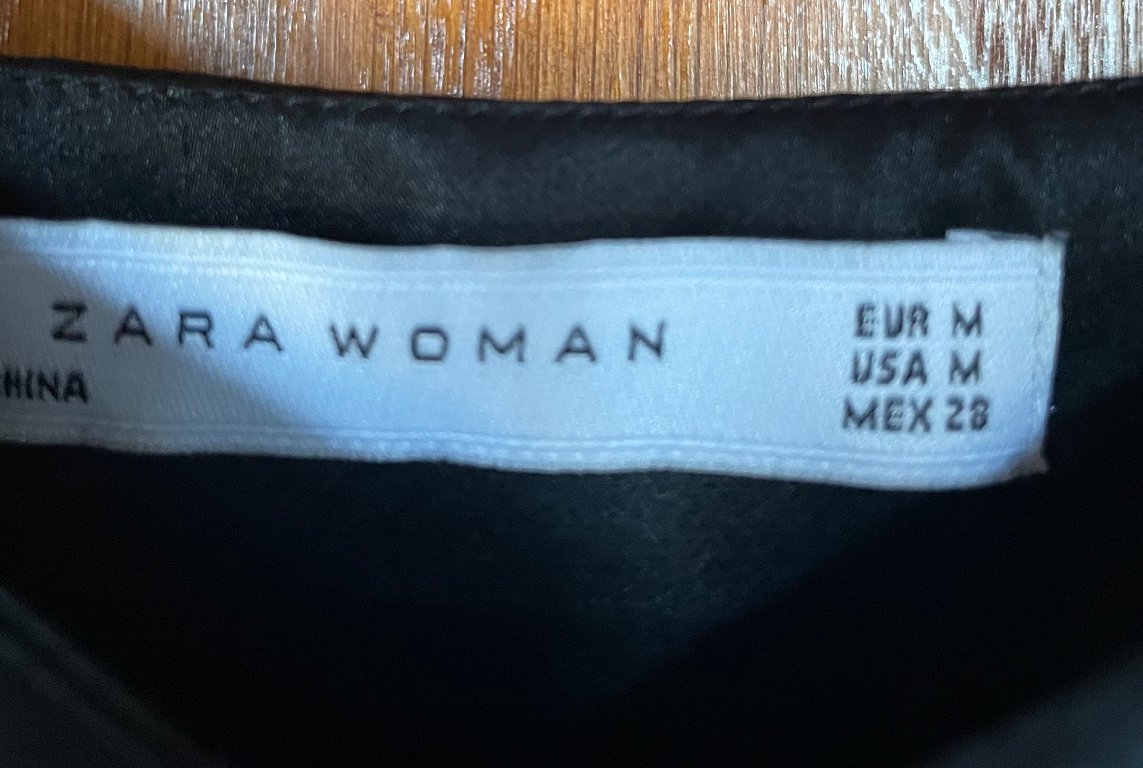 ZARA WOMAN
HINA
EUR M
USA M
MEX 28